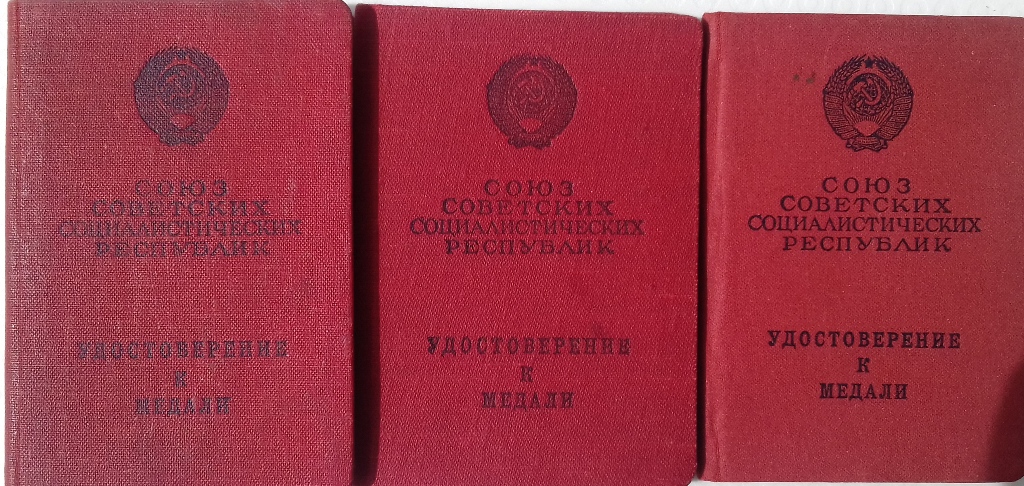 СОЮЗ
СОВЕТСКИХ
СОЦИАЛИСТИЧЕСКИХ
РЕСПУБЛИК
УДОСТОВЕРЕНИЕ
К
МЕДАЛИ
СОЮЗ
СОВЕТСКИХ
СОЦИАЛИСТИЧЕСКИХ
РЕСПУБЛИК
УДОСТОВЕРЕНИЕ
К
МЕДАЛИ
СОЮЗ
СОВЕТСКИХ
СОЦИАЛИСТИЧЕСКИХ
РЕСПУБЛИК
УДОСТОВЕРЕНИЕ
К
МЕДАЛИ